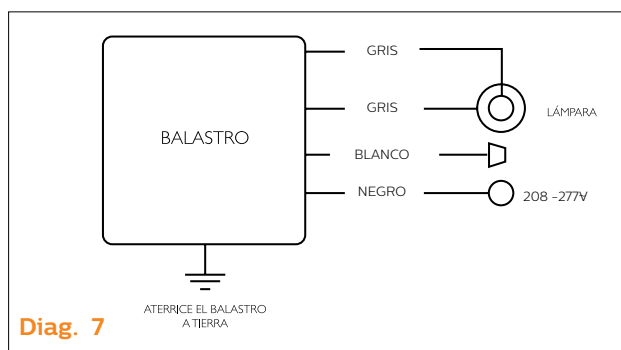 GRIS
GRIS
LÁMPARA
BALASTRO
BLANCO
NEGRO
208 -277V
ATERRICE EL BALASTRO
A TIERRA
Diag. 7